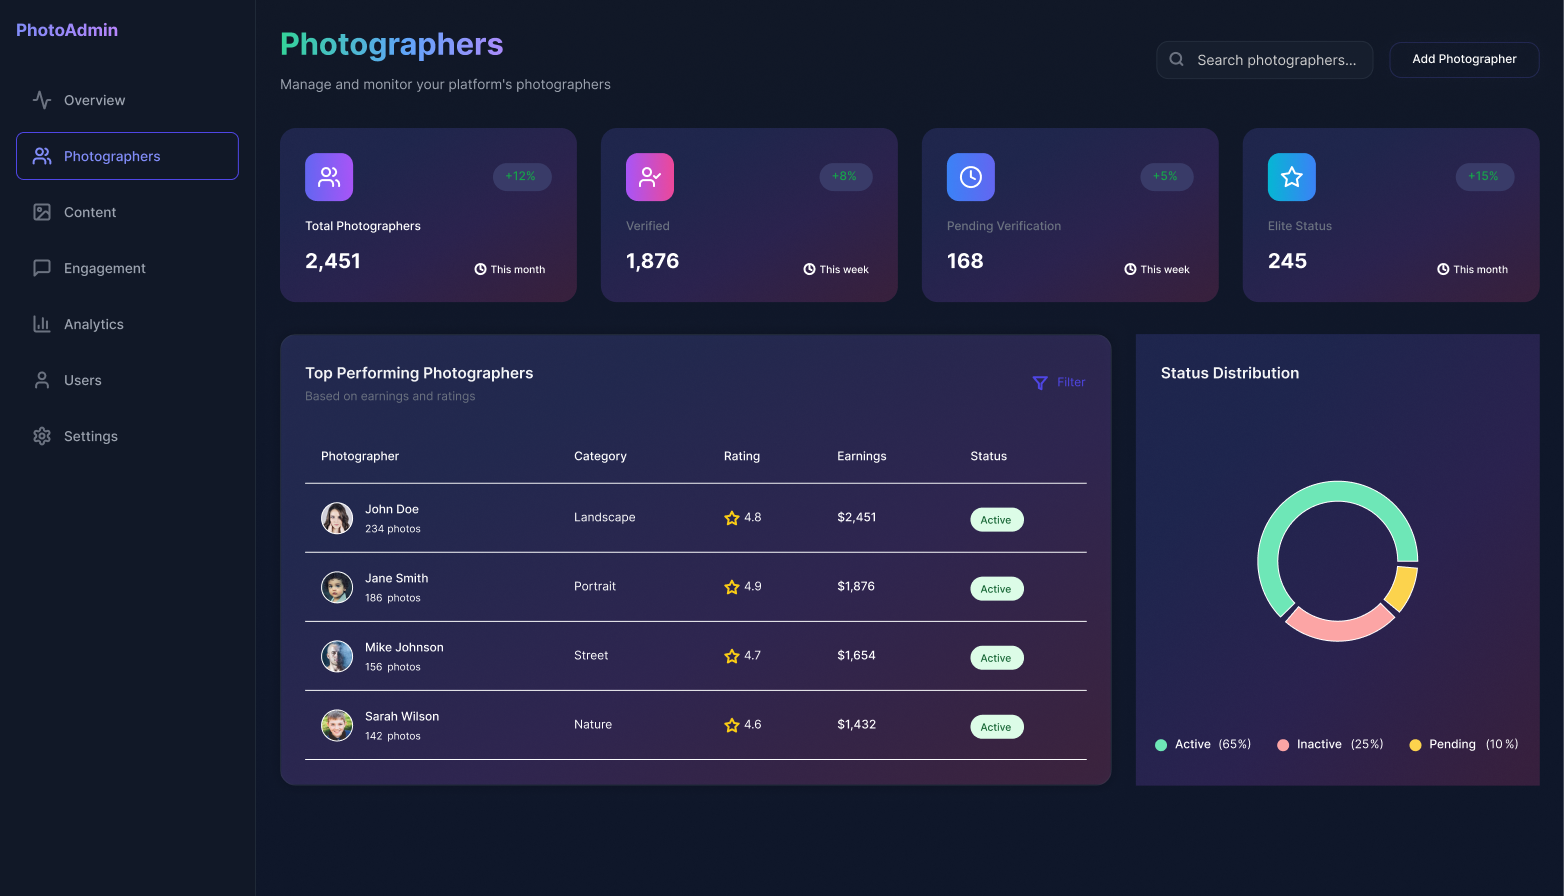 PhotoAdmin
Overview
Photographers
Content
Engagement
Analytics
Users
Settings
Photographers
Manage and monitor your platform's photographers
Search photographers...
Add Photographer
+12%
Total Photographers
2,451
This month
+8%
Verified
1,876
This week
+5%
Pending Verification
168
This week
+15%
Elite Status
245
This month
Top Performing Photographers
Based on earnings and ratings
Filter
Photographer Category Rating Earnings Status
John Doe
234 photos
Landscape 4.8 $2,451 Active
Jane Smith
186 photos
Portrait 4.9 $1,876 Active
Mike Johnson
156 photos
Street 4.7 $1,654 Active
Sarah Wilson
142 photos
Nature 4.6 $1,432 Active
Status Distribution
Active (65%) Inactive (25%) Pending (10%)